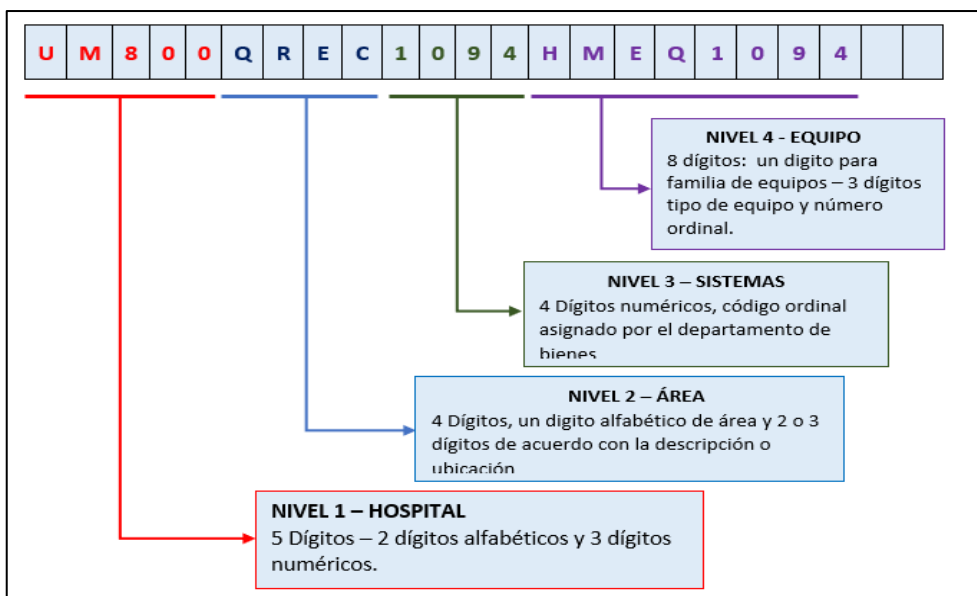 U M 8 0 0 Q R E C 1 0 9 4 H M E Q 1 0 9 4
NIVEL 4 - EQUIPO
8 dígitos: un digito para
familia de equipos – 3 dígitos
tipo de equipo y número
ordinal.
NIVEL 3 – SISTEMAS
4 Dígitos numéricos, código ordinal
asignado por el departamento de
bienes
NIVEL 2 – ÁREA
4 Dígitos, un digito alfabético de área y 2 o 3
dígitos de acuerdo con la descripción o
ubicación
NIVEL 1 – HOSPITAL
5 Dígitos – 2 dígitos alfabéticos y 3 dígitos
numéricos.